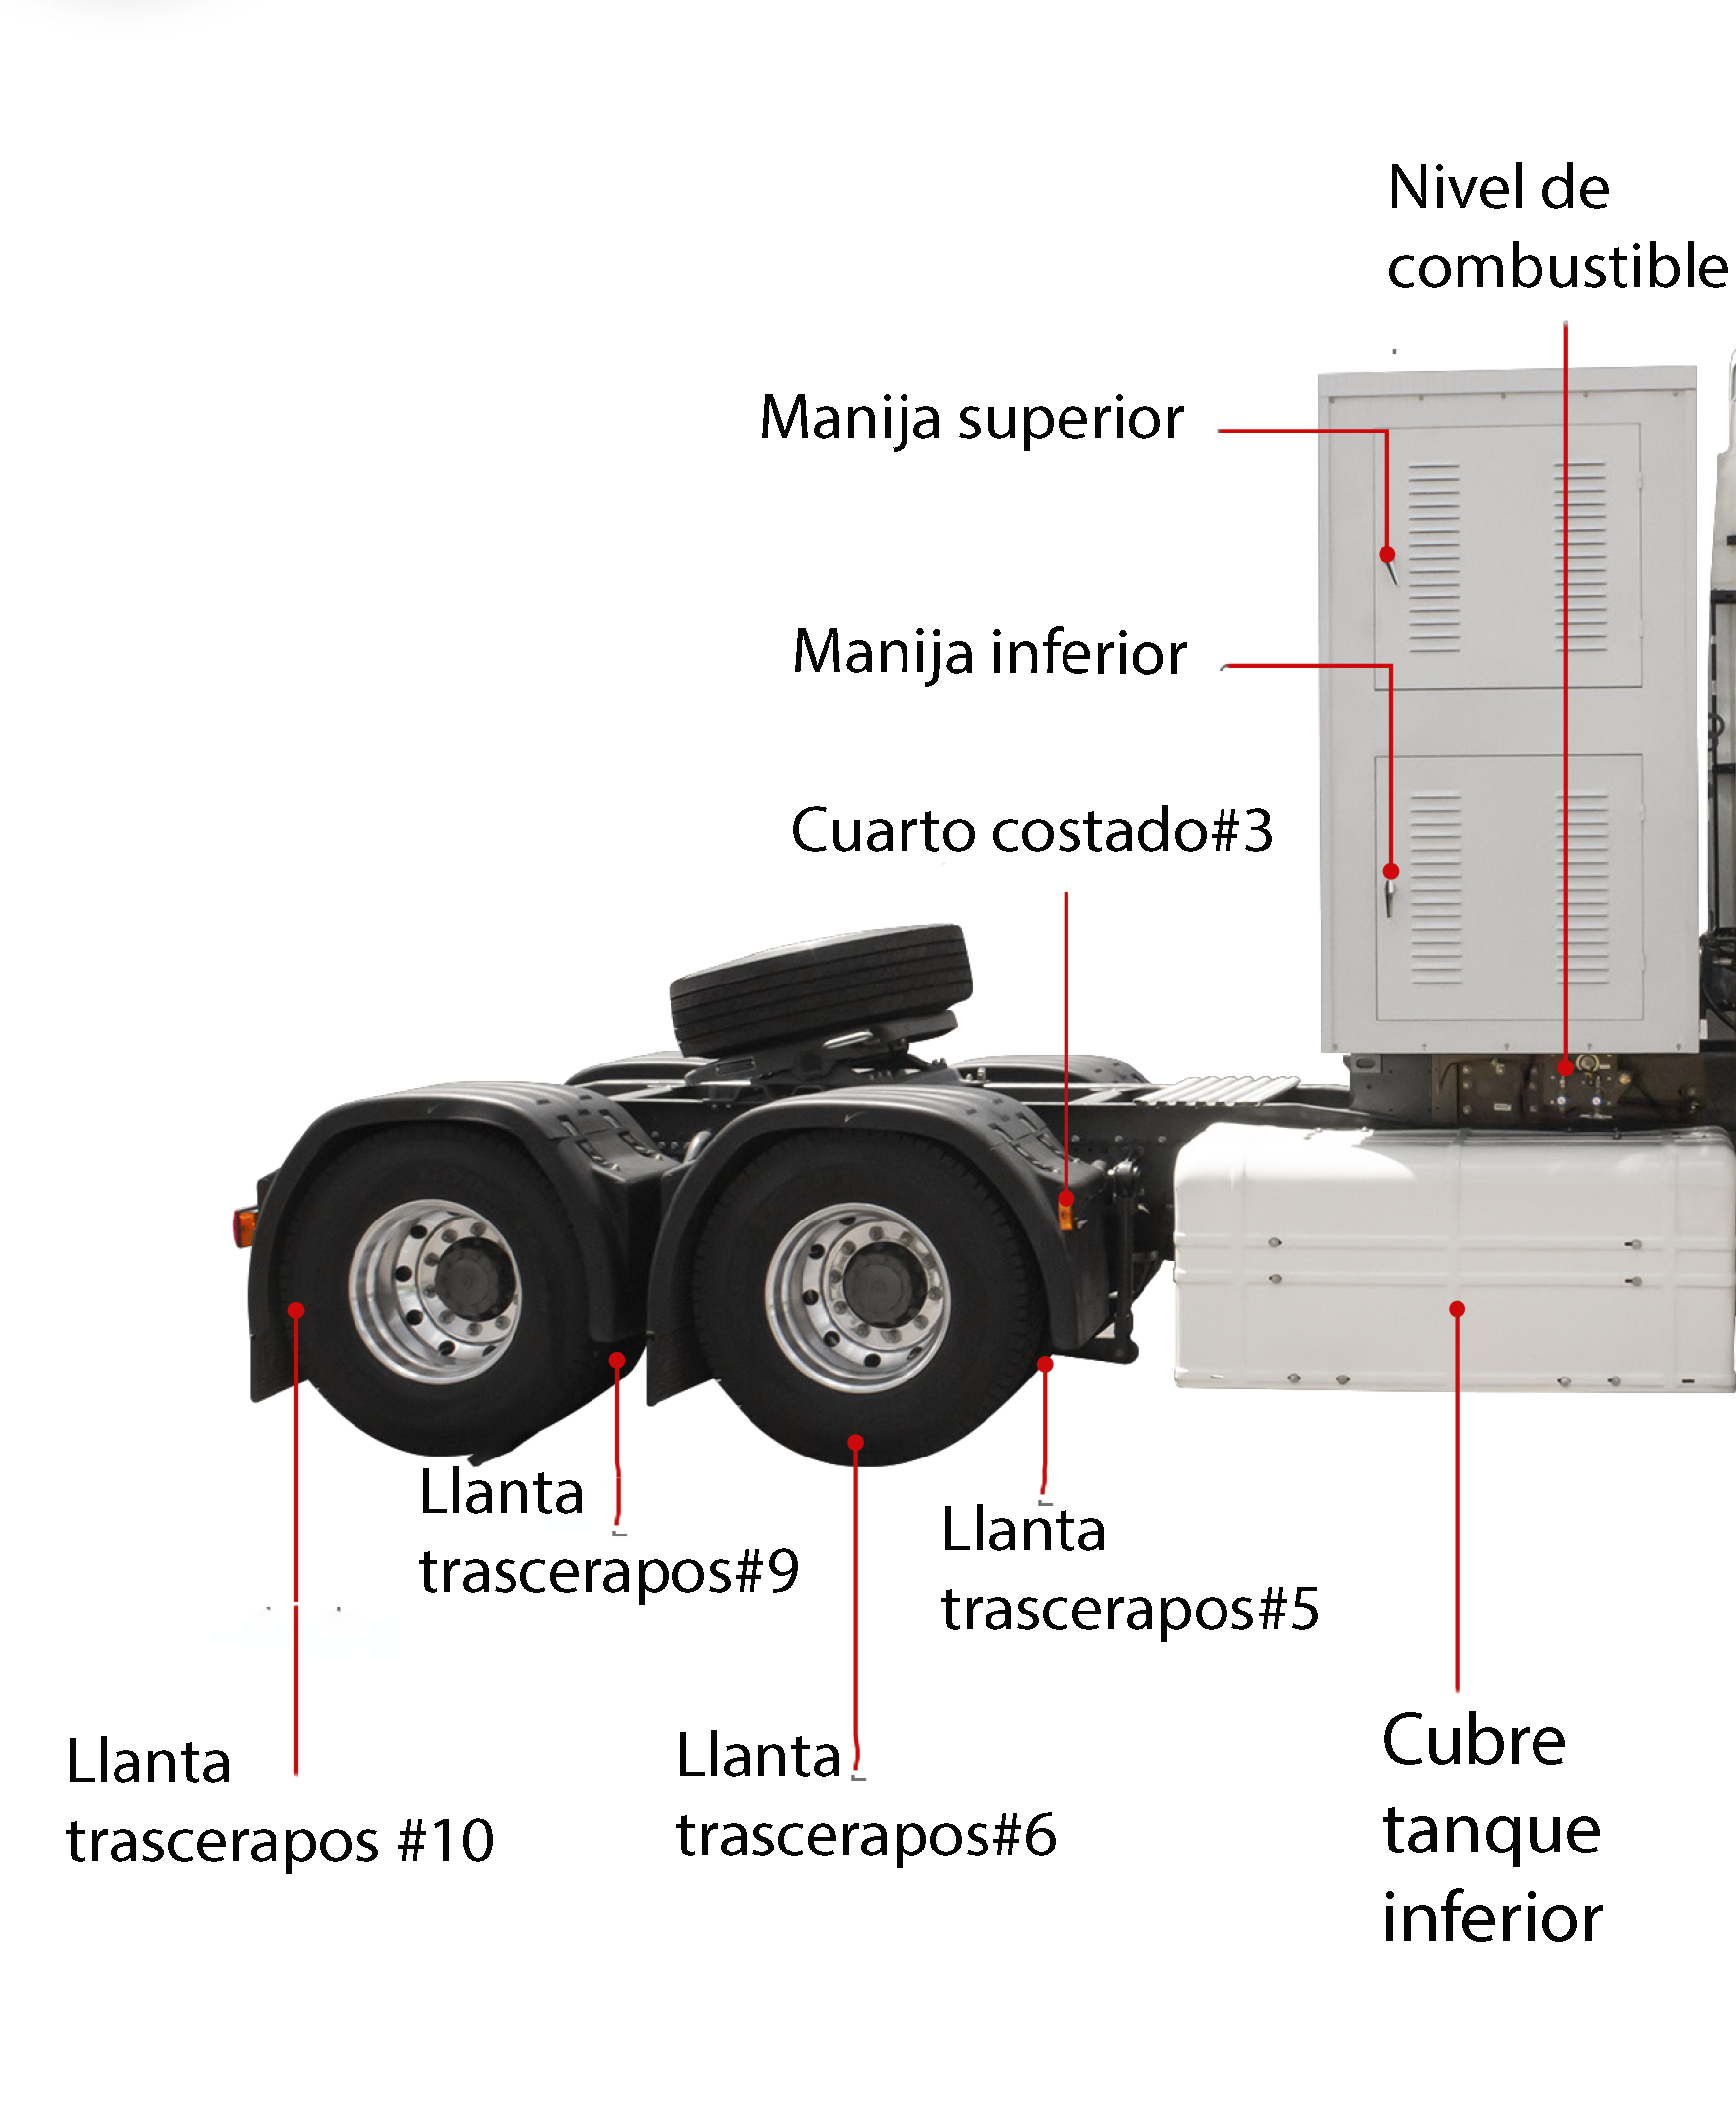 Nivel de
combustible
Manija superior
Manija inferior
Cuarto costado#3
Llanta
trascerapos#9
Llanta
trascerapos#5
Llanta
trascerapos #10
Llanta
trascerapos#6
Cubre
tanque
inferior